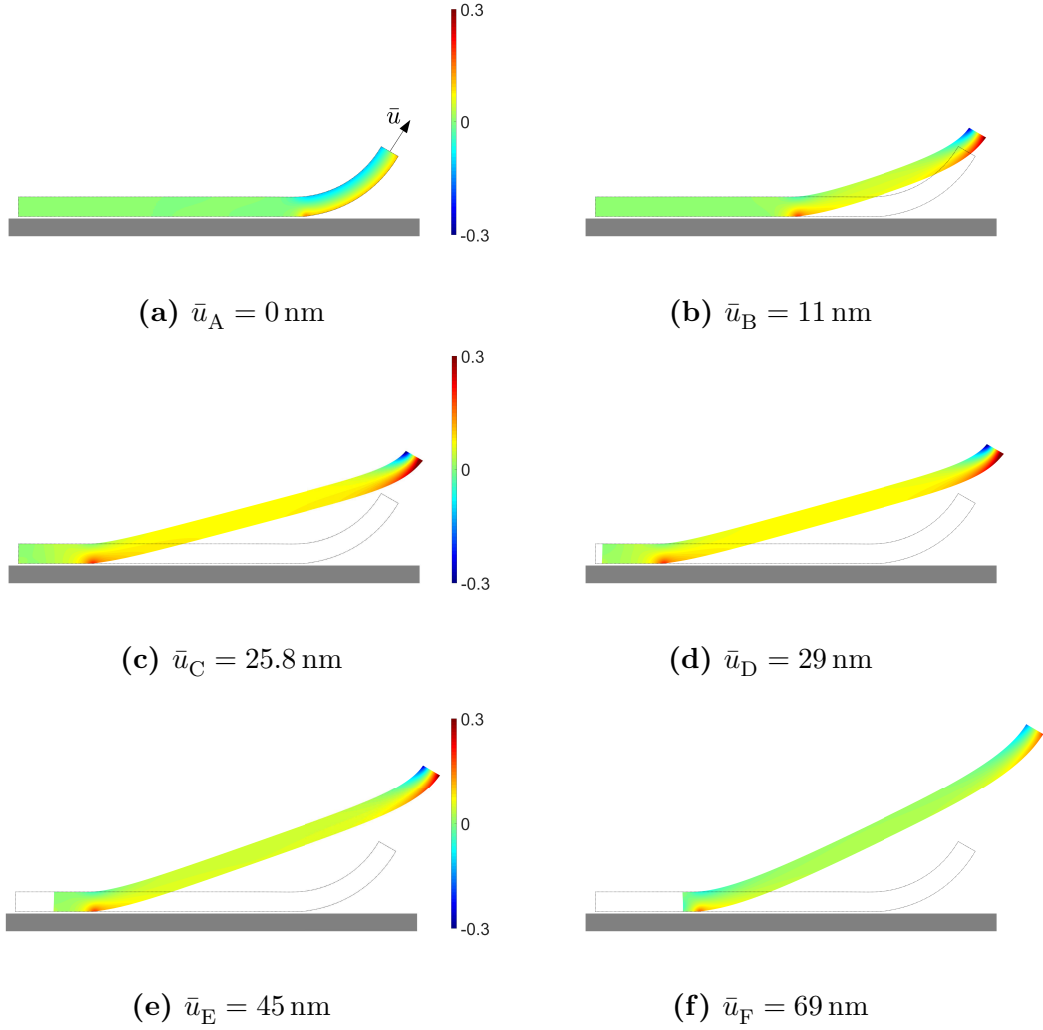 0.3
0
-0.3
ū
(a) ū_A = 0 nm
(b) ū_B = 11 nm
0.3
0
-0.3
(c) ū_C = 25.8 nm
(d) ū_D = 29 nm
0.3
0
-0.3
(e) ū_E = 45 nm
(f) ū_F = 69 nm